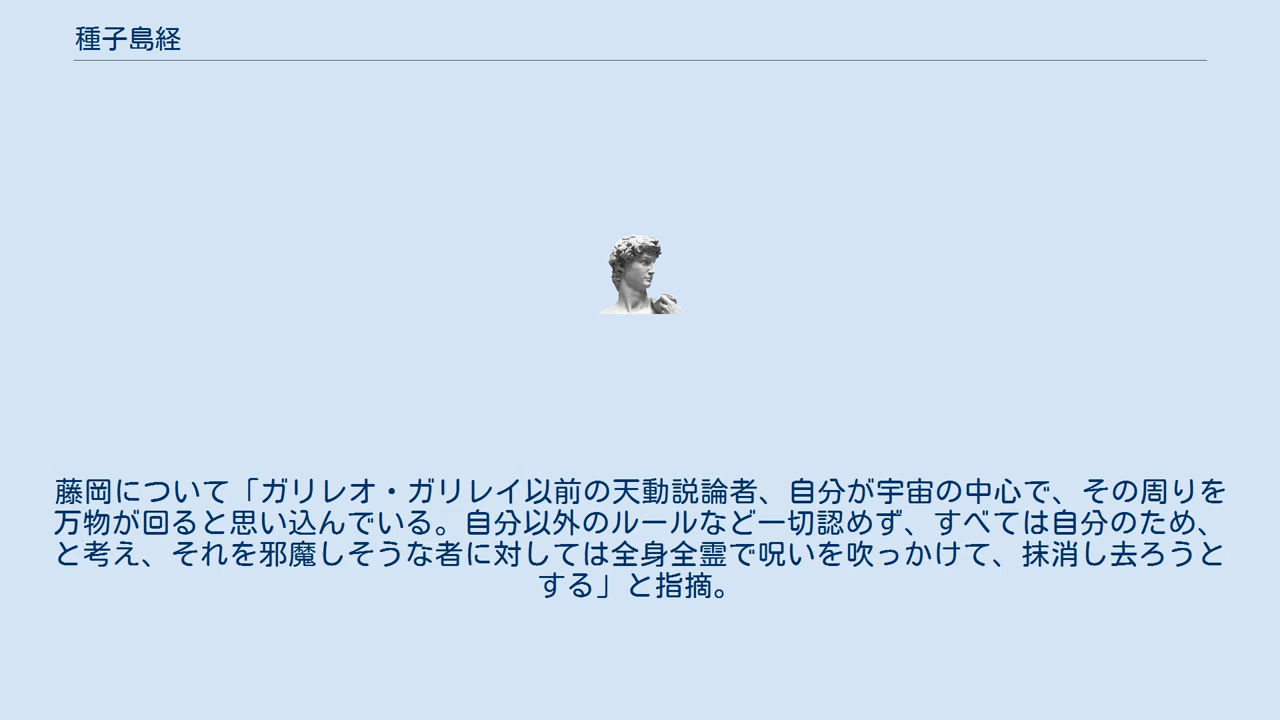 種子島経
藤岡について「ガリレオ・ガリレイ以前の天動説論者、自分が宇宙の中心で、その周りを
万物が回ると思い込んでいる。自分以外のルールなど一切認めず、すべては自分のため、
と考え、それを邪魔しそうな者に対しては全身全霊で呪いを吹っかけて、抹消し去ろうと
する」と指摘。